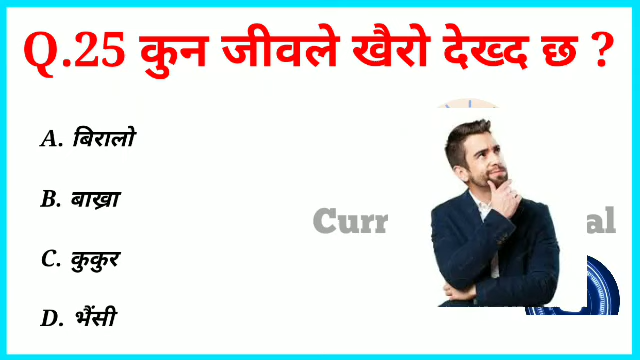 Q.25 कुन जीवले खैरो देख्द छ ?
A. बिरालो
B. बाख्रा
C. कुकुर
D. भैंसी